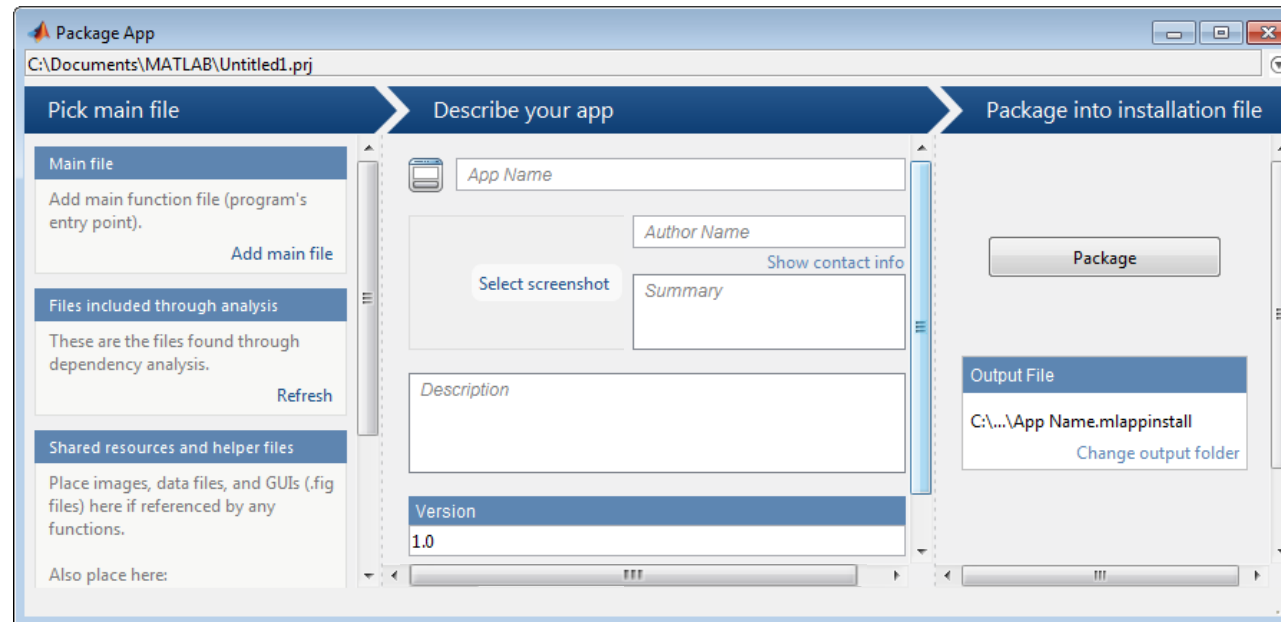 Package App
C:\Documents\MATLAB\Untitled1.prj
Pick main file
Describe your app
Package into installation file
Main file
Add main function file (program's
entry point).
Add main file
Files included through analysis
These are the files found through
dependency analysis.
Refresh
Shared resources and helper files
Place images, data files, and GUIs (.fig
files) here if referenced by any
functions.
Also place here:
App Name
Author Name
Show contact info
Select screenshot
Summary
Description
Version
1.0
Package
Output File
C:\...\App Name.mlappinstall
Change output folder